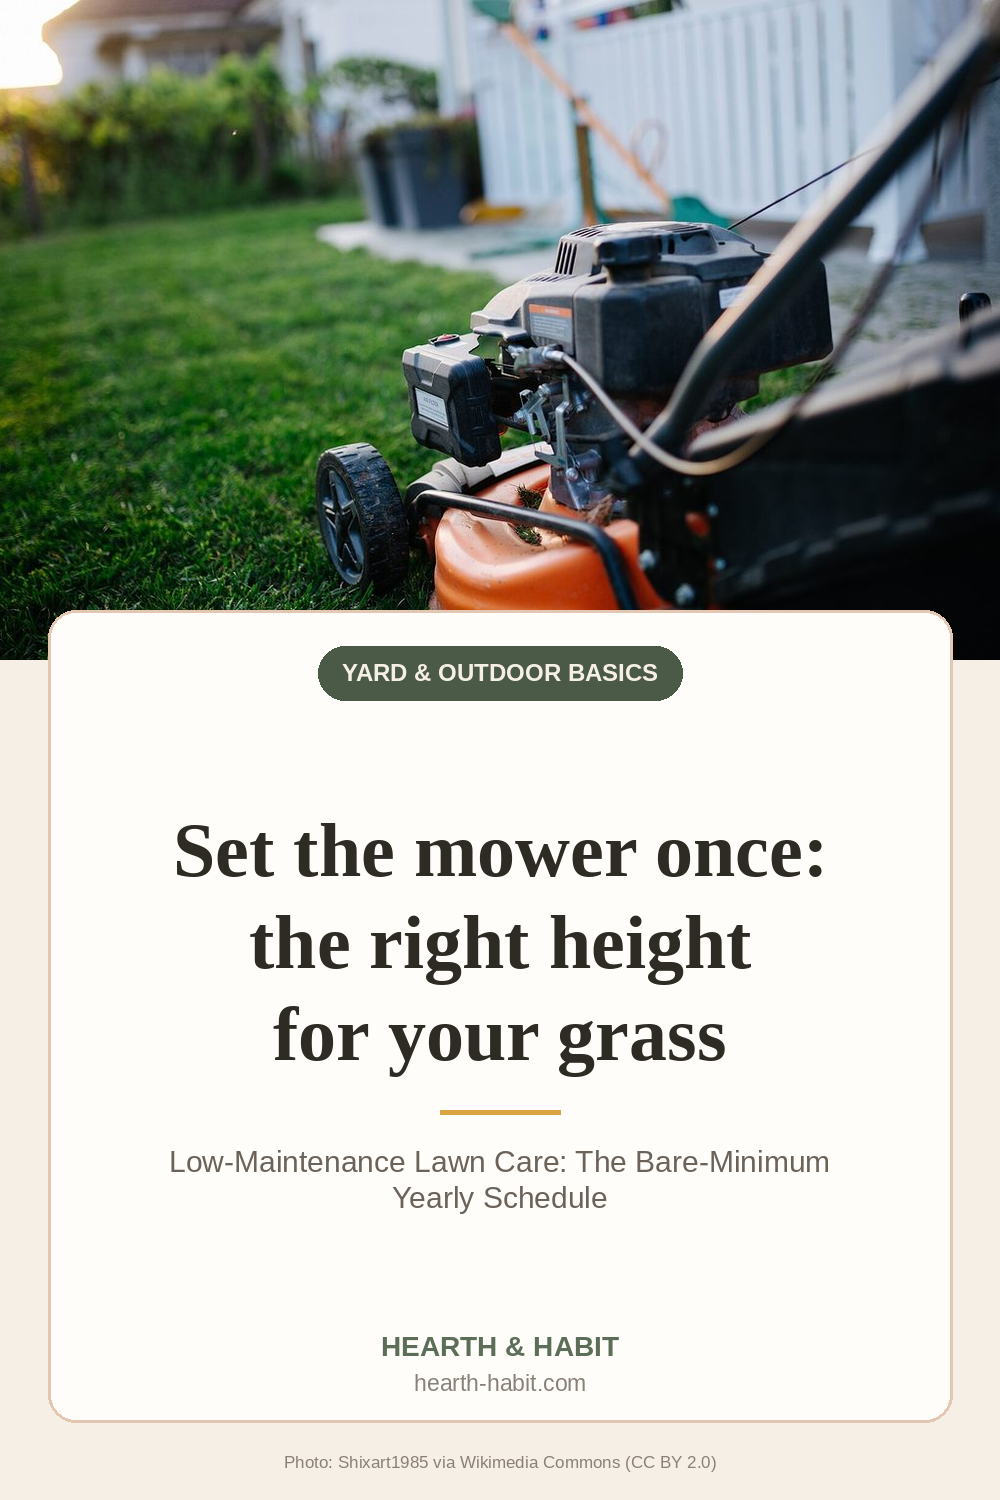 YARD & OUTDOOR BASICS
Set the mower once:
the right height
for your grass
Low-Maintenance Lawn Care: The Bare-Minimum
Yearly Schedule
HEARTH & HABIT
hearth-habit.com
Photo: Shixart1985 via Wikimedia Commons (CC BY 2.0)